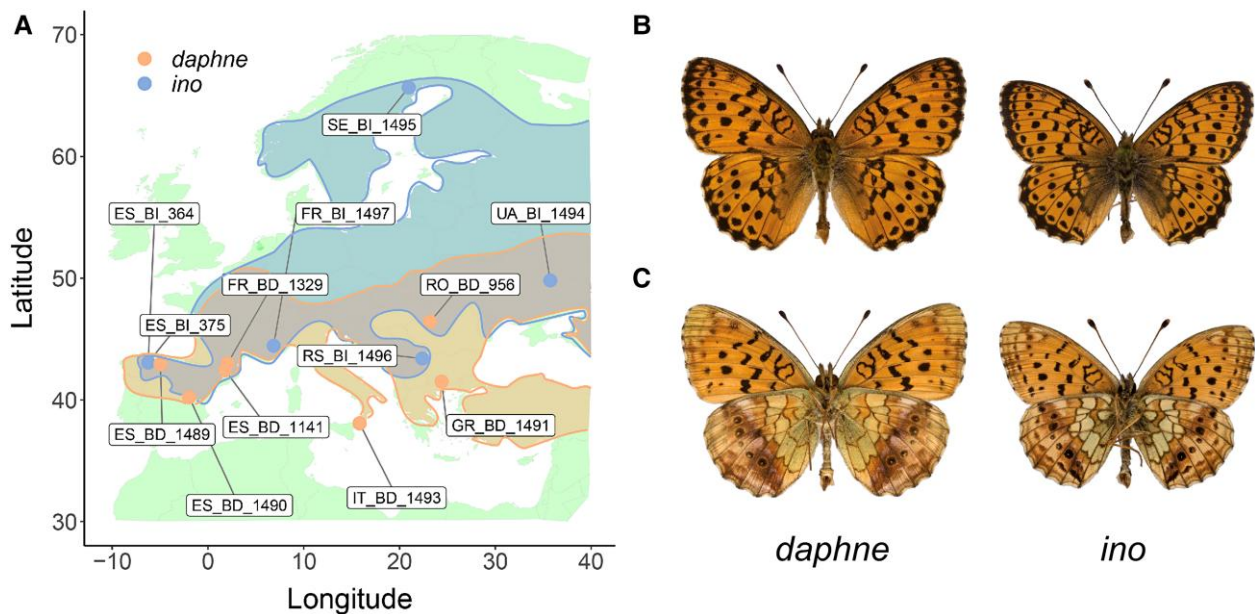 A
B
70
daphne
ino
SE_BI_1495
60
ES_BI_364
FR_BI_1497
UA_BI_1494
50
C
FR_BD_1329
RO_BD_956
ES_BI_375
RS_BI_1496
40
ES_BD_1489
ES_BD_1141
GR_BD_1491
ES_BD_1490
IT_BD_1493
30
Latitude
−10
0
10
20
30
40
Longitude
daphne
ino